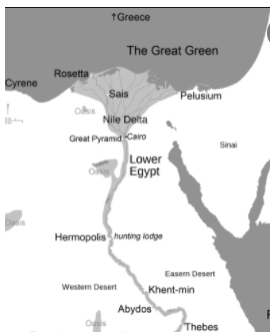 ↑Greece
The Great Green
Cyrene
Rosetta
Sais
Pelusium
Oasis
Nile Delta
Great Pyramid
Cairo
Sinai
Lower
Egypt
Oasis
Oasis
Hermopolis
hunting lodge
Easern Desert
Western Desert
Khent-min
Abydos
Oasis
Thebes